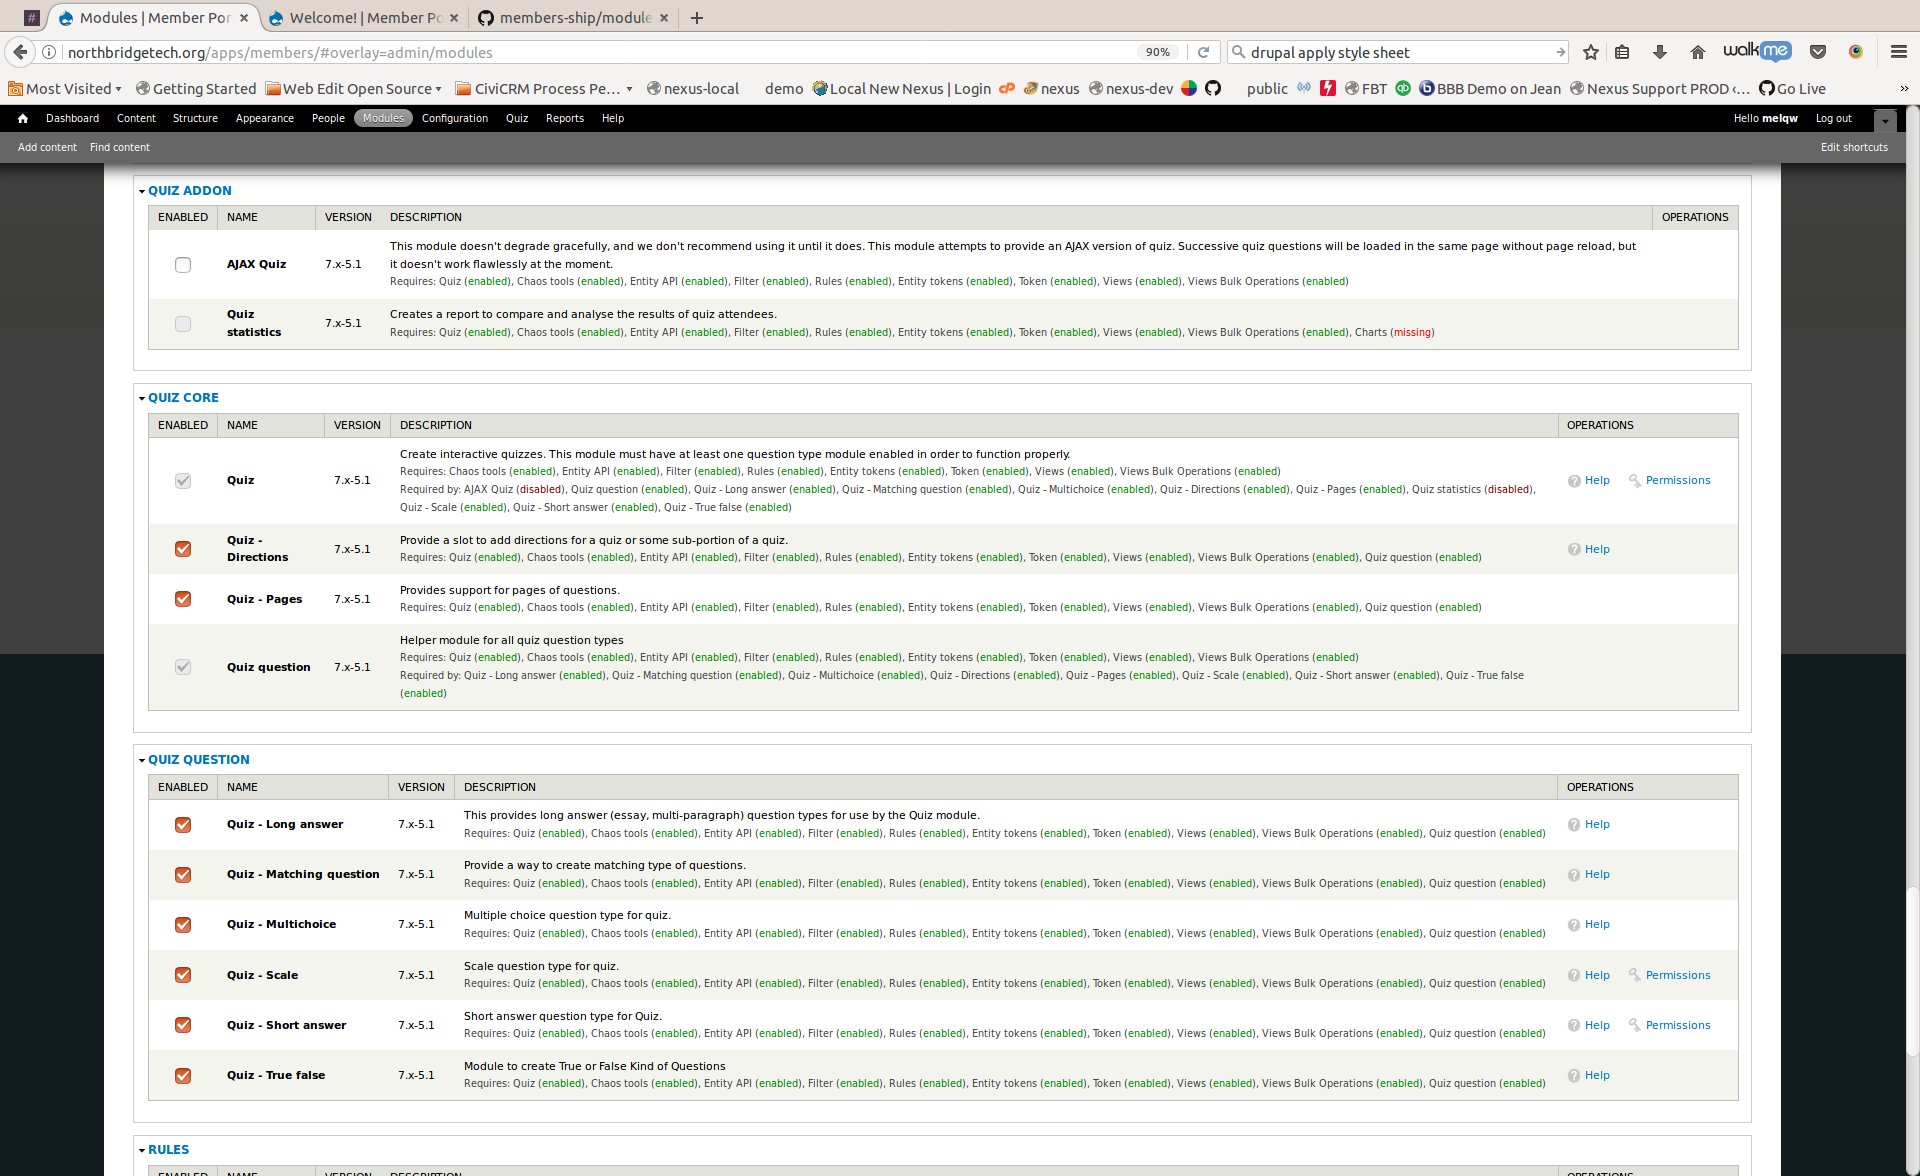 Modules | Member Por
Welcome! | Member Po
members-ship/module
northbridgetech.org/apps/members/#overlay=admin/modules
90%
drupal apply style sheet
walkme
Most Visited
Getting Started
Web Edit Open Source
CiviCRM Process Pe...
nexus-local
demo
Local New Nexus | Login
nexus
nexus-dev
public
FBT
BBB Demo on Jean
Nexus Support PROD ‹...
Go Live
»
Dashboard Content Structure Appearance People Modules Configuration Quiz Reports Help
Hello melqw Log out
Add content Find content
Edit shortcuts
QUIZ ADDON
ENABLED NAME VERSION DESCRIPTION OPERATIONS
AJAX Quiz
7.x-5.1
This module doesn't degrade gracefully, and we don't recommend using it until it does. This module attempts to provide an AJAX version of quiz. Successive quiz questions will be loaded in the same page without page reload, but
it doesn't work flawlessly at the moment.
Requires: Quiz (enabled), Chaos tools (enabled), Entity API (enabled), Filter (enabled), Rules (enabled), Entity tokens (enabled), Token (enabled), Views (enabled), Views Bulk Operations (enabled)
Quiz
statistics
7.x-5.1
Creates a report to compare and analyse the results of quiz attendees.
Requires: Quiz (enabled), Chaos tools (enabled), Entity API (enabled), Filter (enabled), Rules (enabled), Entity tokens (enabled), Token (enabled), Views (enabled), Views Bulk Operations (enabled), Charts (missing)
QUIZ CORE
ENABLED NAME VERSION DESCRIPTION OPERATIONS
Quiz
7.x-5.1
Create interactive quizzes. This module must have at least one question type module enabled in order to function properly.
Requires: Chaos tools (enabled), Entity API (enabled), Filter (enabled), Rules (enabled), Entity tokens (enabled), Token (enabled), Views (enabled), Views Bulk Operations (enabled)
Required by: AJAX Quiz (disabled), Quiz question (enabled), Quiz - Long answer (enabled), Quiz - Matching question (enabled), Quiz - Multichoice (enabled), Quiz - Directions (enabled), Quiz - Pages (enabled), Quiz statistics (disabled),
Quiz - Scale (enabled), Quiz - Short answer (enabled), Quiz - True false (enabled)
Help Permissions
Quiz -
Directions
7.x-5.1
Provide a slot to add directions for a quiz or some sub-portion of a quiz.
Requires: Quiz (enabled), Chaos tools (enabled), Entity API (enabled), Filter (enabled), Rules (enabled), Entity tokens (enabled), Token (enabled), Views (enabled), Views Bulk Operations (enabled), Quiz question (enabled)
Help
Quiz - Pages
7.x-5.1
Provides support for pages of questions.
Requires: Quiz (enabled), Chaos tools (enabled), Entity API (enabled), Filter (enabled), Rules (enabled), Entity tokens (enabled), Token (enabled), Views (enabled), Views Bulk Operations (enabled), Quiz question (enabled)
Quiz question
7.x-5.1
Helper module for all quiz question types
Requires: Quiz (enabled), Chaos tools (enabled), Entity API (enabled), Filter (enabled), Rules (enabled), Entity tokens (enabled), Token (enabled), Views (enabled), Views Bulk Operations (enabled)
Required by: Quiz - Long answer (enabled), Quiz - Matching question (enabled), Quiz - Multichoice (enabled), Quiz - Directions (enabled), Quiz - Pages (enabled), Quiz - Scale (enabled), Quiz - Short answer (enabled), Quiz - True false
(enabled)
QUIZ QUESTION
ENABLED NAME VERSION DESCRIPTION OPERATIONS
Quiz - Long answer
7.x-5.1
This provides long answer (essay, multi-paragraph) question types for use by the Quiz module.
Requires: Quiz (enabled), Chaos tools (enabled), Entity API (enabled), Filter (enabled), Rules (enabled), Entity tokens (enabled), Token (enabled), Views (enabled), Views Bulk Operations (enabled), Quiz question (enabled)
Help
Quiz - Matching question
7.x-5.1
Provide a way to create matching type of questions.
Requires: Quiz (enabled), Chaos tools (enabled), Entity API (enabled), Filter (enabled), Rules (enabled), Entity tokens (enabled), Token (enabled), Views (enabled), Views Bulk Operations (enabled), Quiz question (enabled)
Help
Quiz - Multichoice
7.x-5.1
Multiple choice question type for quiz.
Requires: Quiz (enabled), Chaos tools (enabled), Entity API (enabled), Filter (enabled), Rules (enabled), Entity tokens (enabled), Token (enabled), Views (enabled), Views Bulk Operations (enabled), Quiz question (enabled)
Help
Quiz - Scale
7.x-5.1
Scale question type for quiz.
Requires: Quiz (enabled), Chaos tools (enabled), Entity API (enabled), Filter (enabled), Rules (enabled), Entity tokens (enabled), Token (enabled), Views (enabled), Views Bulk Operations (enabled), Quiz question (enabled)
Help Permissions
Quiz - Short answer
7.x-5.1
Short answer question type for Quiz.
Requires: Quiz (enabled), Chaos tools (enabled), Entity API (enabled), Filter (enabled), Rules (enabled), Entity tokens (enabled), Token (enabled), Views (enabled), Views Bulk Operations (enabled), Quiz question (enabled)
Help Permissions
Quiz - True false
7.x-5.1
Module to create True or False Kind of Questions
Requires: Quiz (enabled), Chaos tools (enabled), Entity API (enabled), Filter (enabled), Rules (enabled), Entity tokens (enabled), Token (enabled), Views (enabled), Views Bulk Operations (enabled), Quiz question (enabled)
Help
RULES
ENABLED NAME VERSION DESCRIPTION OPERATIONS